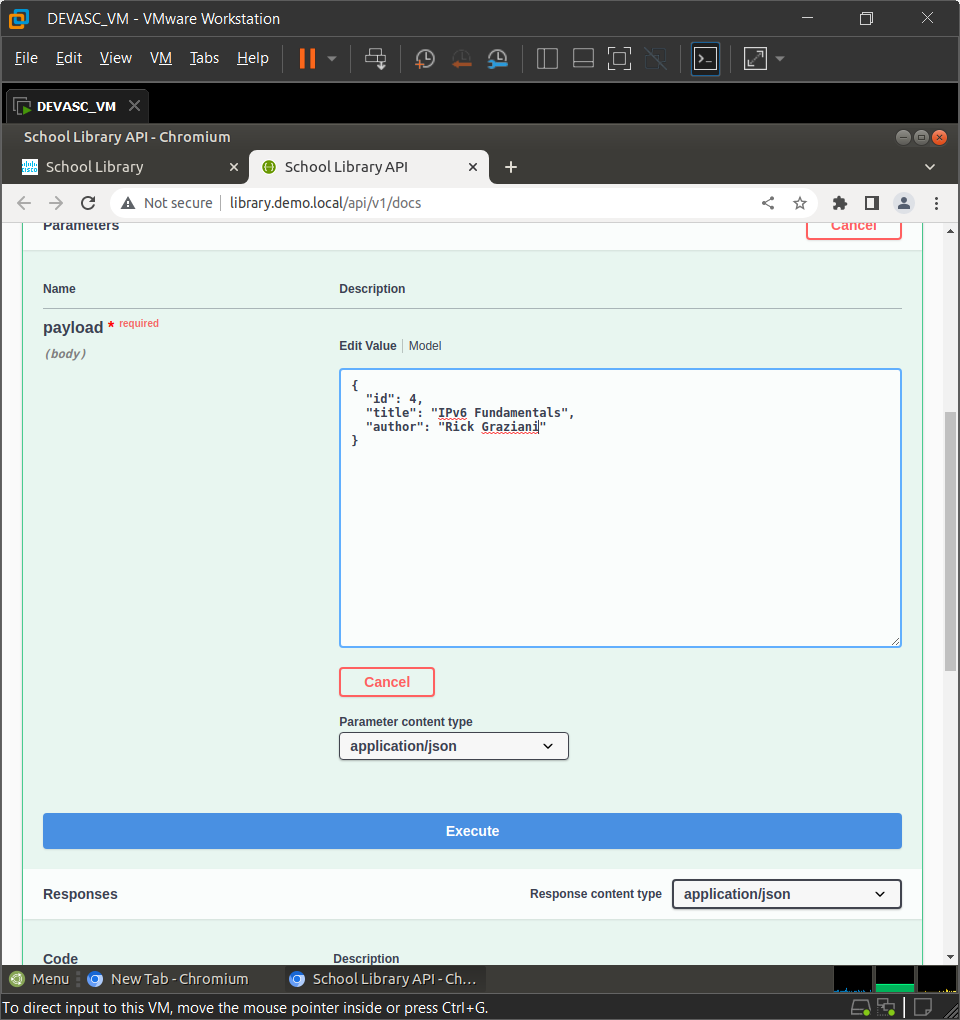 DEVASC_VM - VMware Workstation
File Edit View VM Tabs Help
DEVASC_VM
School Library API - Chromium
School Library
School Library API
Not secure library.demo.local/api/v1/docs
Parameters
Cancel
Name Description
payload * required
(body)
Edit Value Model
{
"id": 4,
"title": "IPv6 Fundamentals",
"author": "Rick Graziani"
}
Cancel
Parameter content type
application/json
Execute
Responses Response content type application/json
Code Description
Menu New Tab - Chromium School Library API - Ch...
To direct input to this VM, move the mouse pointer inside or press Ctrl+G.